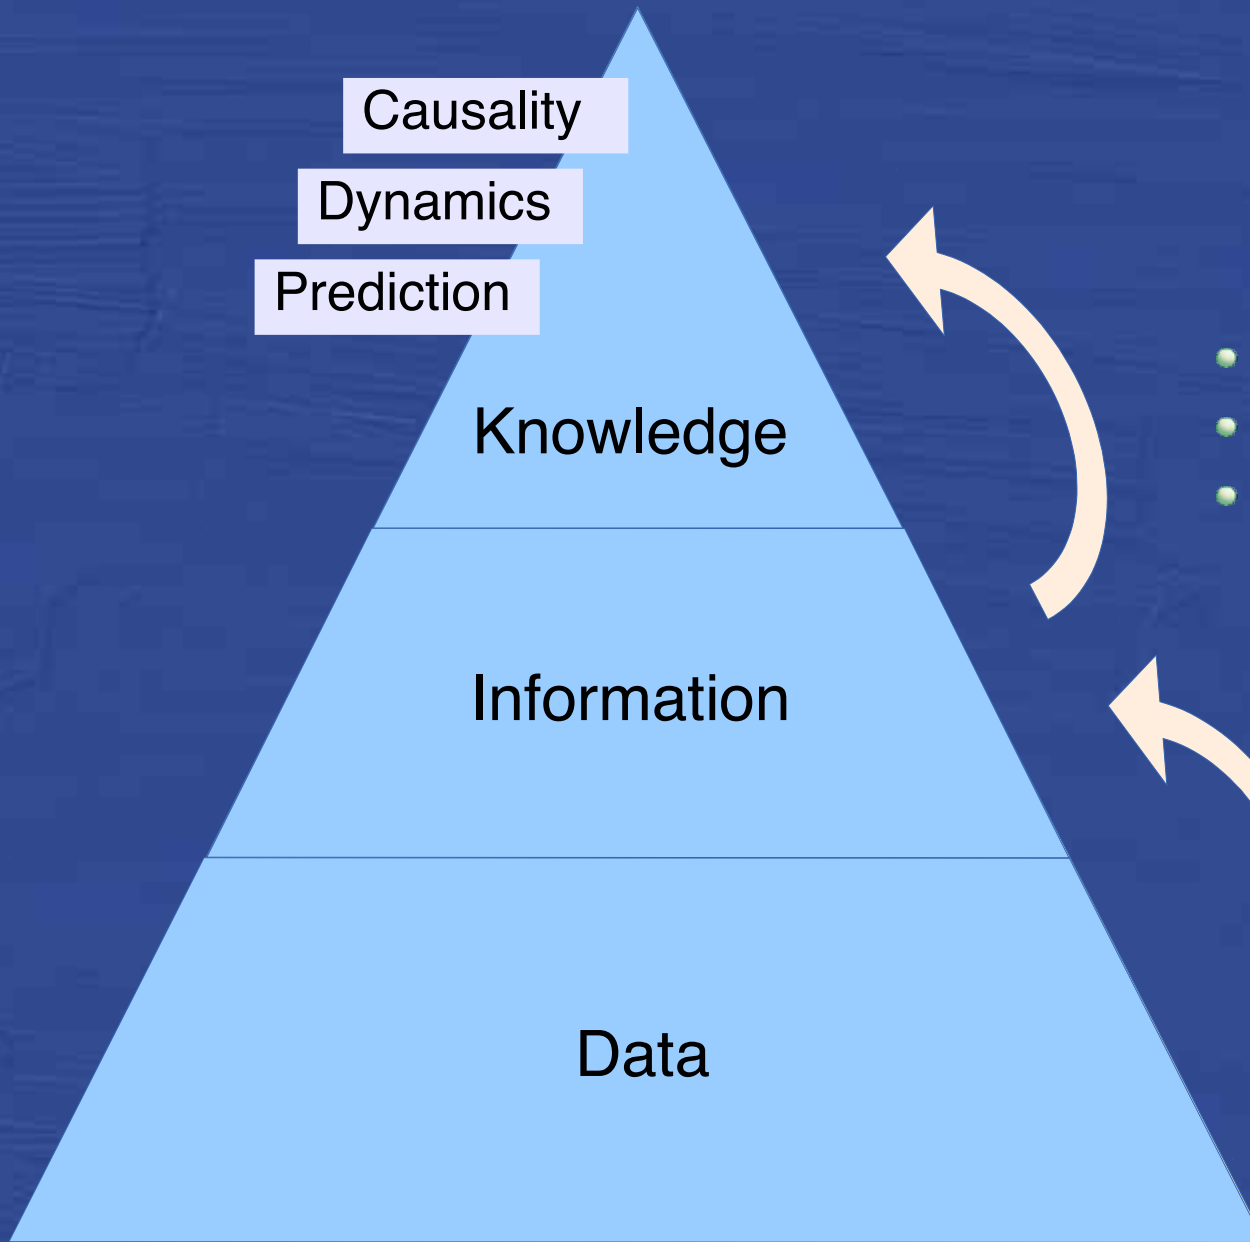 Causality
Dynamics
Prediction
Knowledge
Information
Data